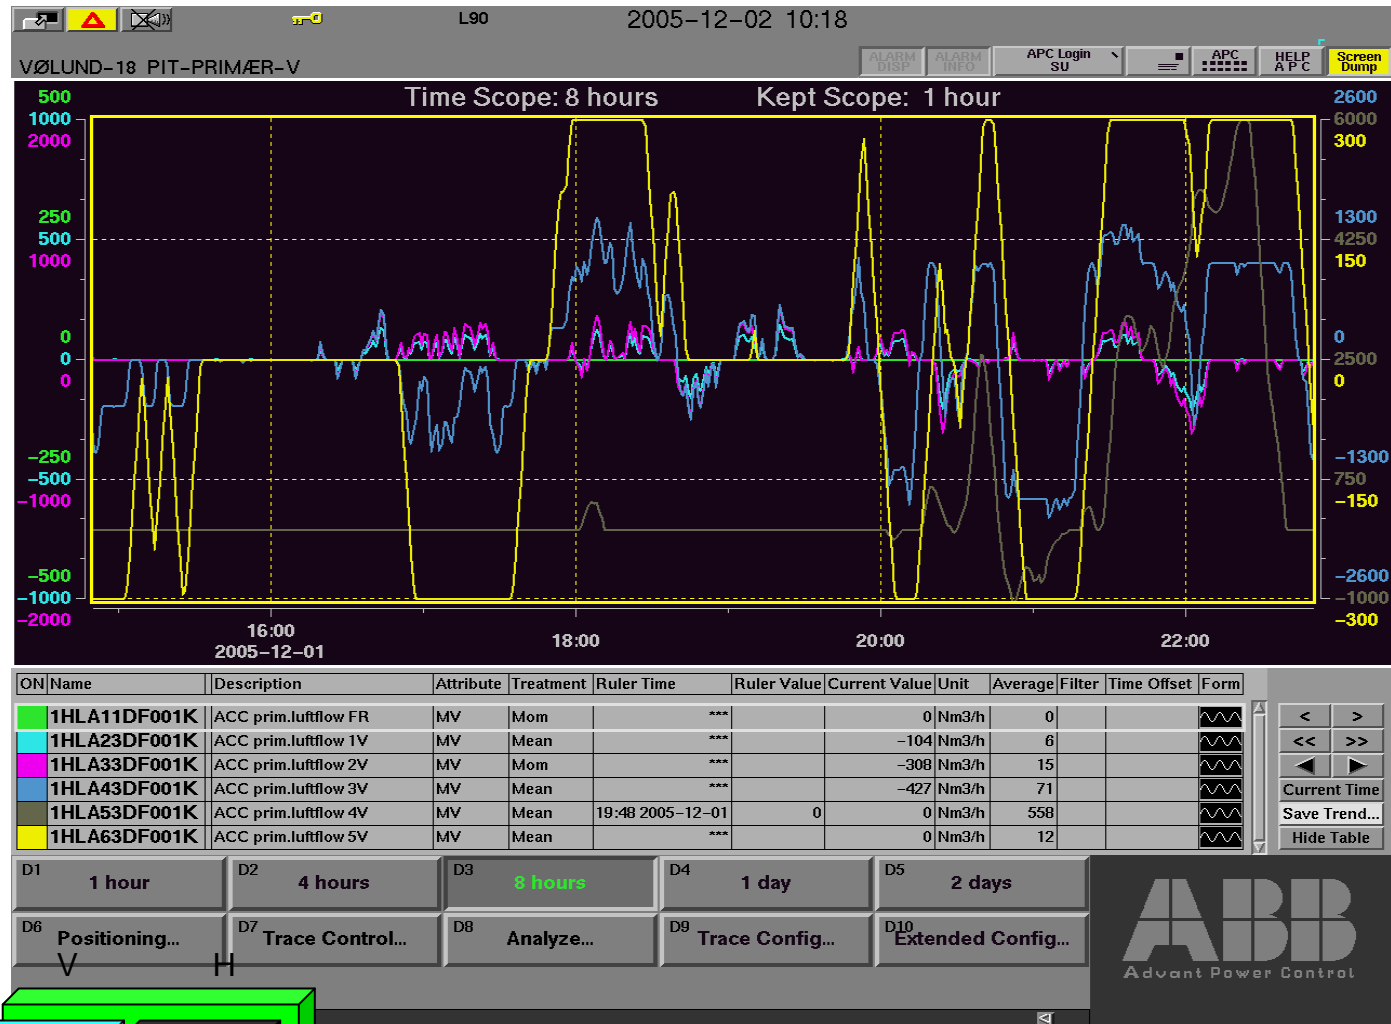 L90
2005-12-02 10:18
VØLUND-18 PIT-PRIMÆR-V
ALARM DISP
ALARM INFO
APC Login SU
APC
HELP APC
Screen Dump
Time Scope: 8 hours Kept Scope: 1 hour
500
1000
2000
250
500
1000
0
0
0
-250
-500
-1000
-500
-1000
-2000
2600
6000
300
1300
4250
150
0
2500
0
-1300
750
-150
-2600
-1000
-300
16:00 18:00 20:00 22:00
2005-12-01
ON Name Description Attribute Treatment Ruler Time Ruler Value Current Value Unit Average Filter Time Offset Form
1HLA11DF001K ACC prim.luftflow FR MV Mom *** 0 Nm3/h 0
1HLA23DF001K ACC prim.luftflow 1V MV Mean *** -104 Nm3/h 6
1HLA33DF001K ACC prim.luftflow 2V MV Mom *** -308 Nm3/h 15
1HLA43DF001K ACC prim.luftflow 3V MV Mean *** -427 Nm3/h 71
1HLA53DF001K ACC prim.luftflow 4V MV Mean 19:48 2005-12-01 0 0 Nm3/h 558
1HLA63DF001K ACC prim.luftflow 5V MV Mean *** 0 Nm3/h 12
< >
<< >>
Current Time
Save Trend...
Hide Table
D1 1 hour
D2 4 hours
D3 8 hours
D4 1 day
D5 2 days
D6 Positioning...
D7 Trace Control...
D8 Analyze...
D9 Trace Config...
D10 Extended Config...
V H
ABB
Advant Power Control